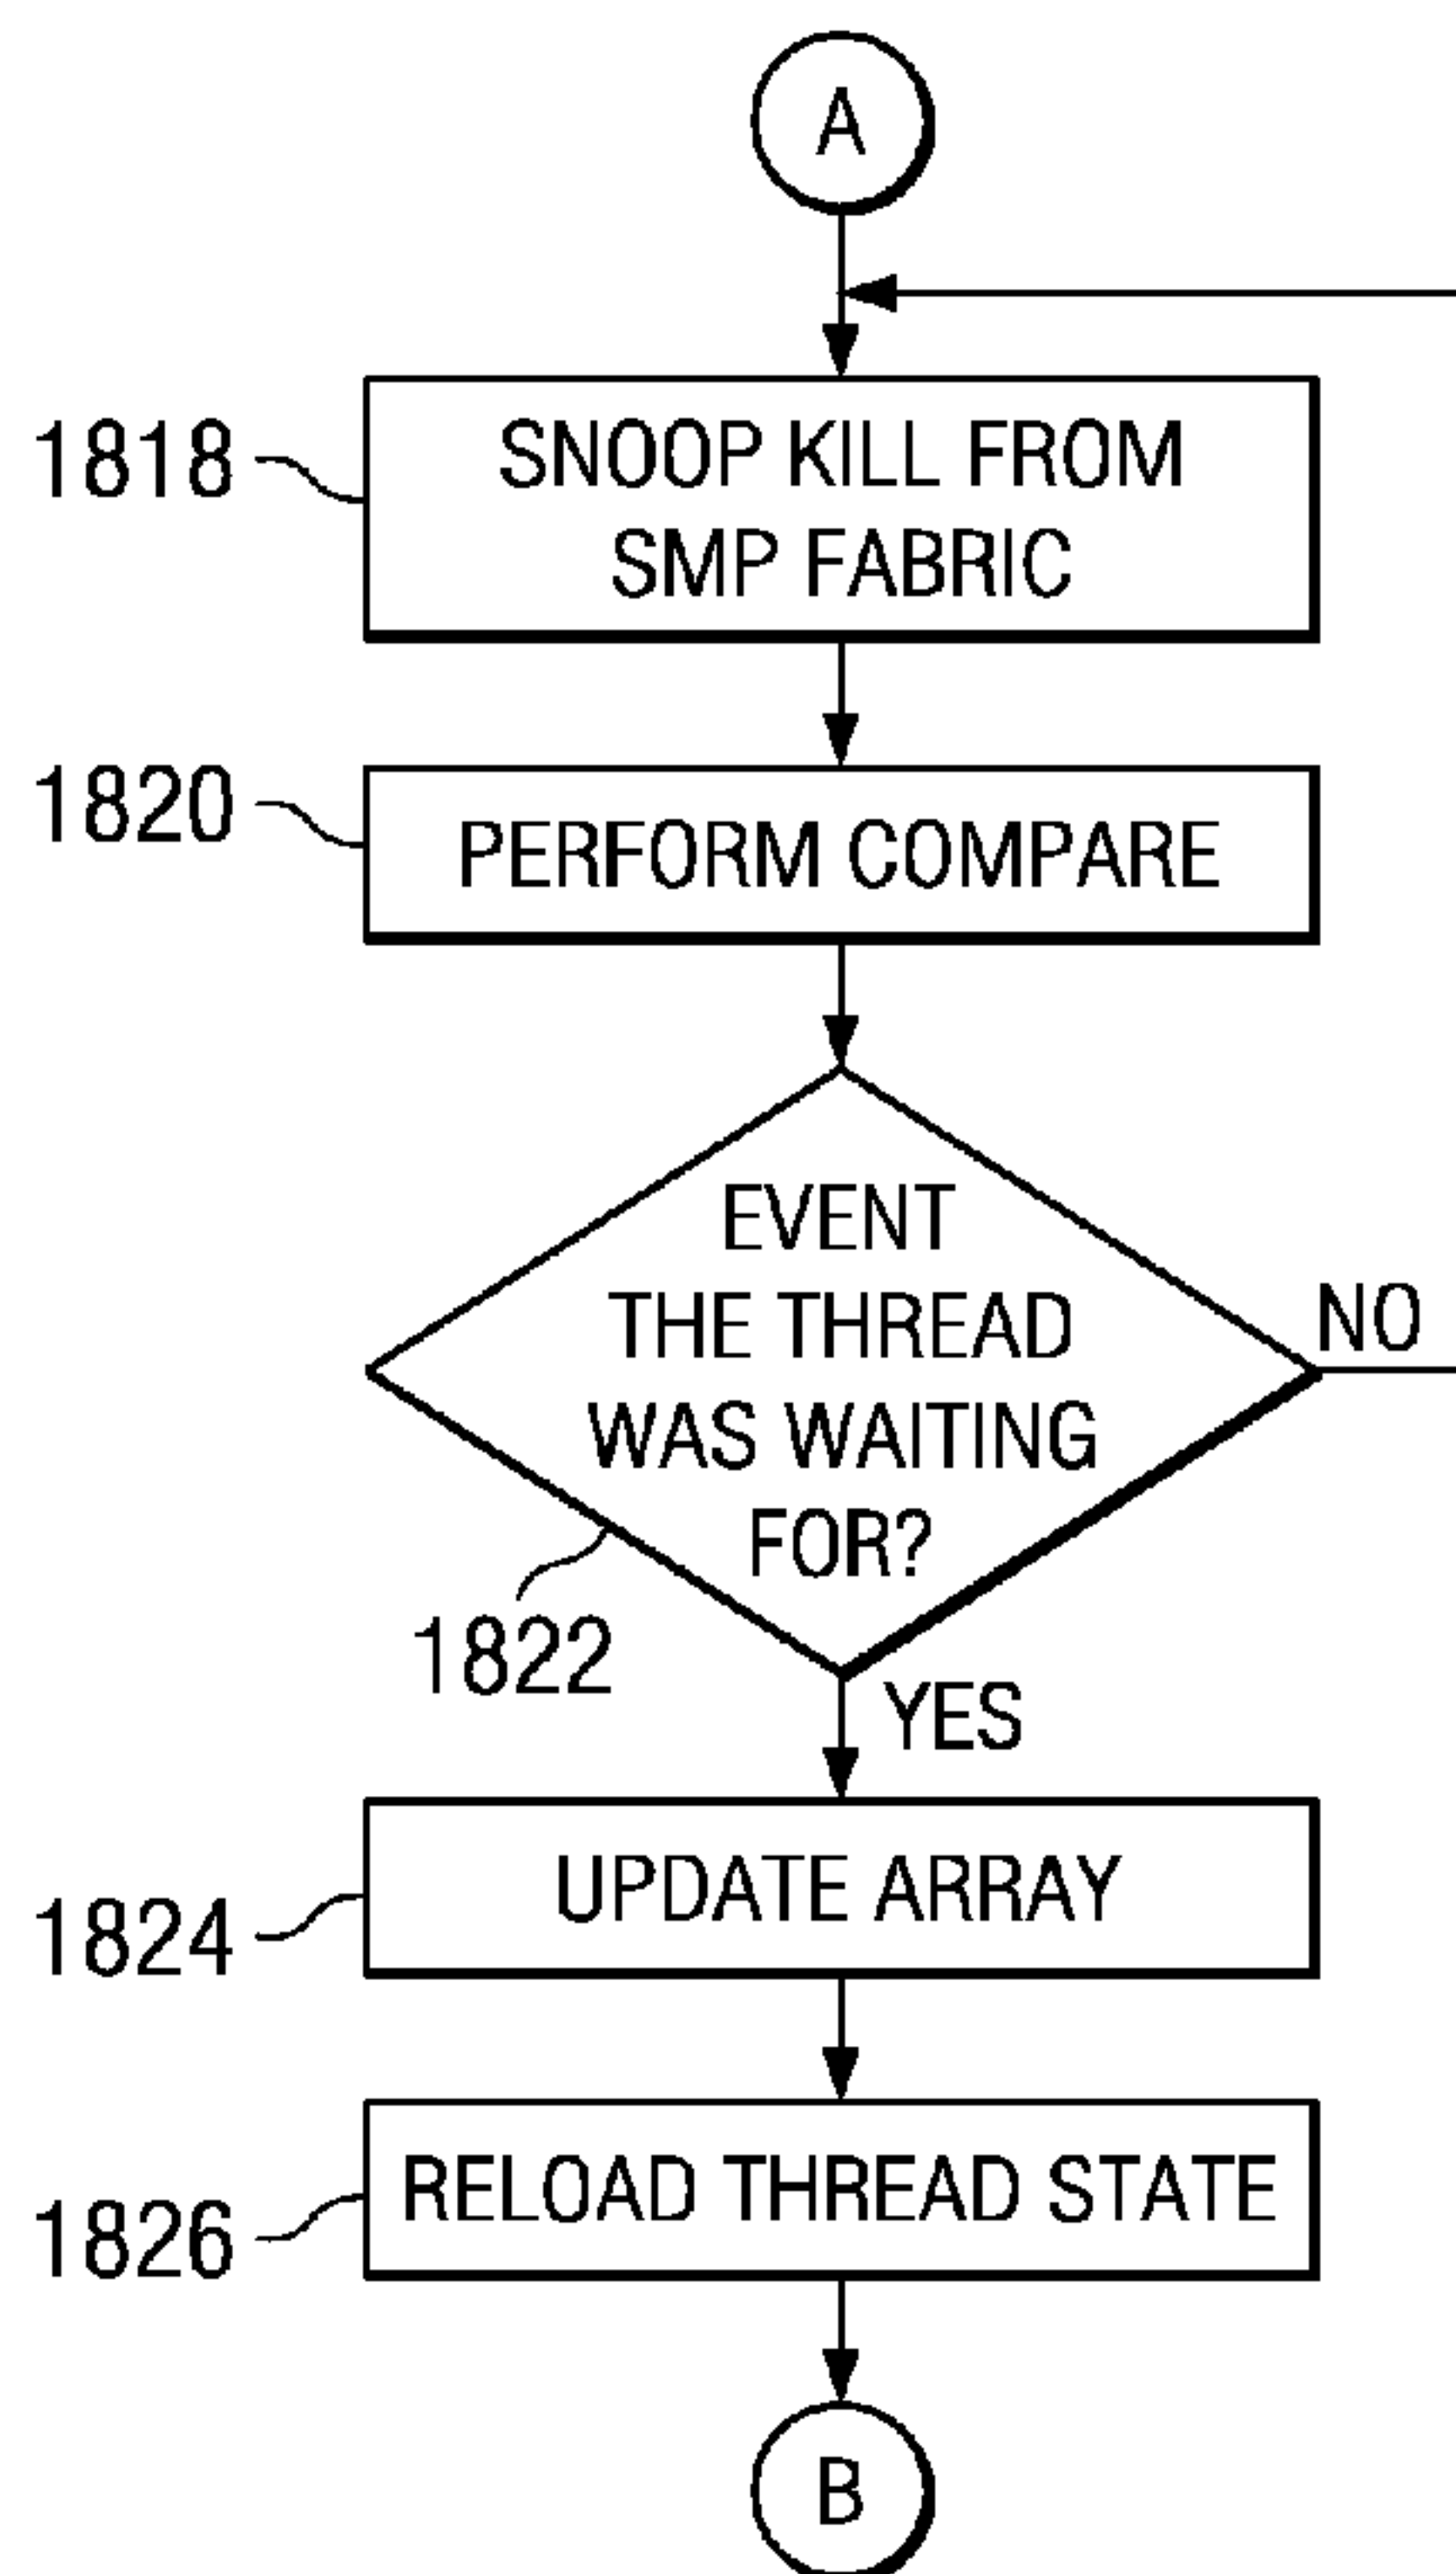 A
1818
SNOOP KILL FROM
SMP FABRIC
1820
PERFORM COMPARE
EVENT
THE THREAD
WAS WAITING
FOR?
NO
1822
YES
1824
UPDATE ARRAY
1826
RELOAD THREAD STATE
B